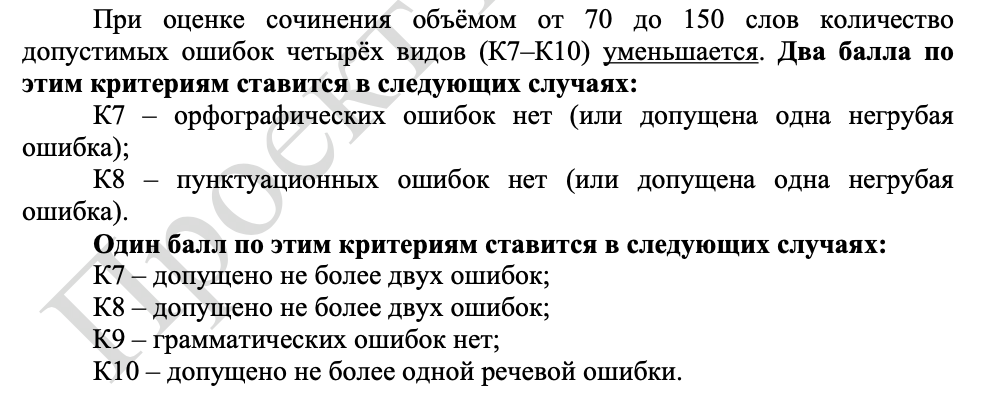 При оценке сочинения объёмом от 70 до 150 слов количество
допустимых ошибок четырёх видов (К7–К10) уменьшается. Два балла по
этим критериям ставится в следующих случаях:
К7 – орфографических ошибок нет (или допущена одна негрубая
ошибка);
К8 – пунктуационных ошибок нет (или допущена одна негрубая
ошибка).
Один балл по этим критериям ставится в следующих случаях:
К7 – допущено не более двух ошибок;
К8 – допущено не более двух ошибок;
К9 – грамматических ошибок нет;
К10 – допущено не более одной речевой ошибки.
Проект